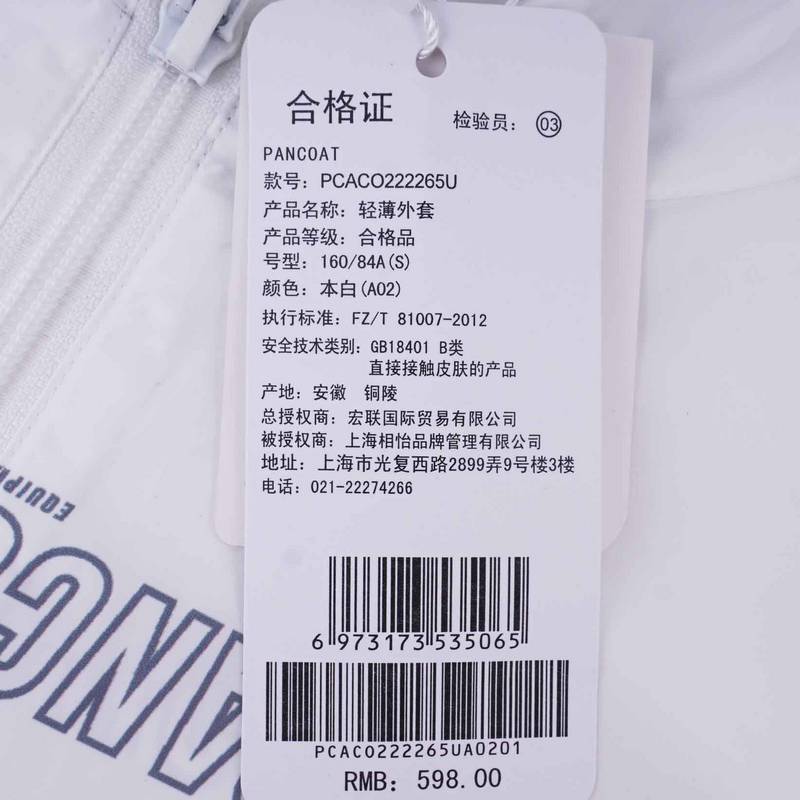 合格证
检验员： 03
PANCOAT
款号：PCACO222265U
产品名称：轻薄外套
产品等级：合格品
号型：160/84A(S)
颜色：本白(A02)
执行标准：FZ/T 81007-2012
安全技术类别：GB18401 B类
直接接触皮肤的产品
产地：安徽 铜陵
总授权商：宏联国际贸易有限公司
被授权商：上海相怡品牌管理有限公司
地址：上海市光复西路2899弄9号楼3楼
电话：021-22274266
6 973173 535065
PCACO222265UA0201
RMB：598.00